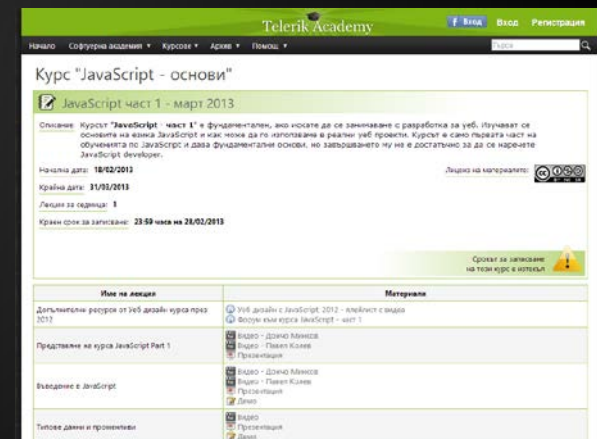 Telerik Academy
Вход Вход Регистрация
Начало Софтуерна академия Курсове Архив Помощ
Търси
Курс "JavaScript - основи"
JavaScript част 1 - март 2013
Описание: Курсът "JavaScript - част 1" е фундаментален, ако искате да се занимавате с разработка за уеб. Изучават се
основите на езика JavaScript и как може да го използваме в реални уеб проекти. Курсът е само първата част на
обученията по JavaScript и дава фундаментални основи, но завършването му не е достатъчно за да се наречете
JavaScript developer.
Начална дата: 18/02/2013
Лиценз на материалите:
Крайна дата: 31/03/2013
Лекции за седмица: 1
Краен срок за записване: 23:59 часа на 28/02/2013
Срокът за записване
на този курс е изтекъл
Име на лекция Материали
Допълнителни ресурси от Уеб дизайн курса през
2012
Уеб дизайн с JavaScript 2012 - плейлист с видеа
Форум към курса JavaScript - част 1
Представяне на курса JavaScript Part 1
Видео - Дончо Минков
Видео - Павел Колев
Презентация
Въведение в JavaScript
Видео - Дончо Минков
Видео - Павел Колев
Презентация
Демо
Типове данни и променливи
Видео
Презентация
Демо